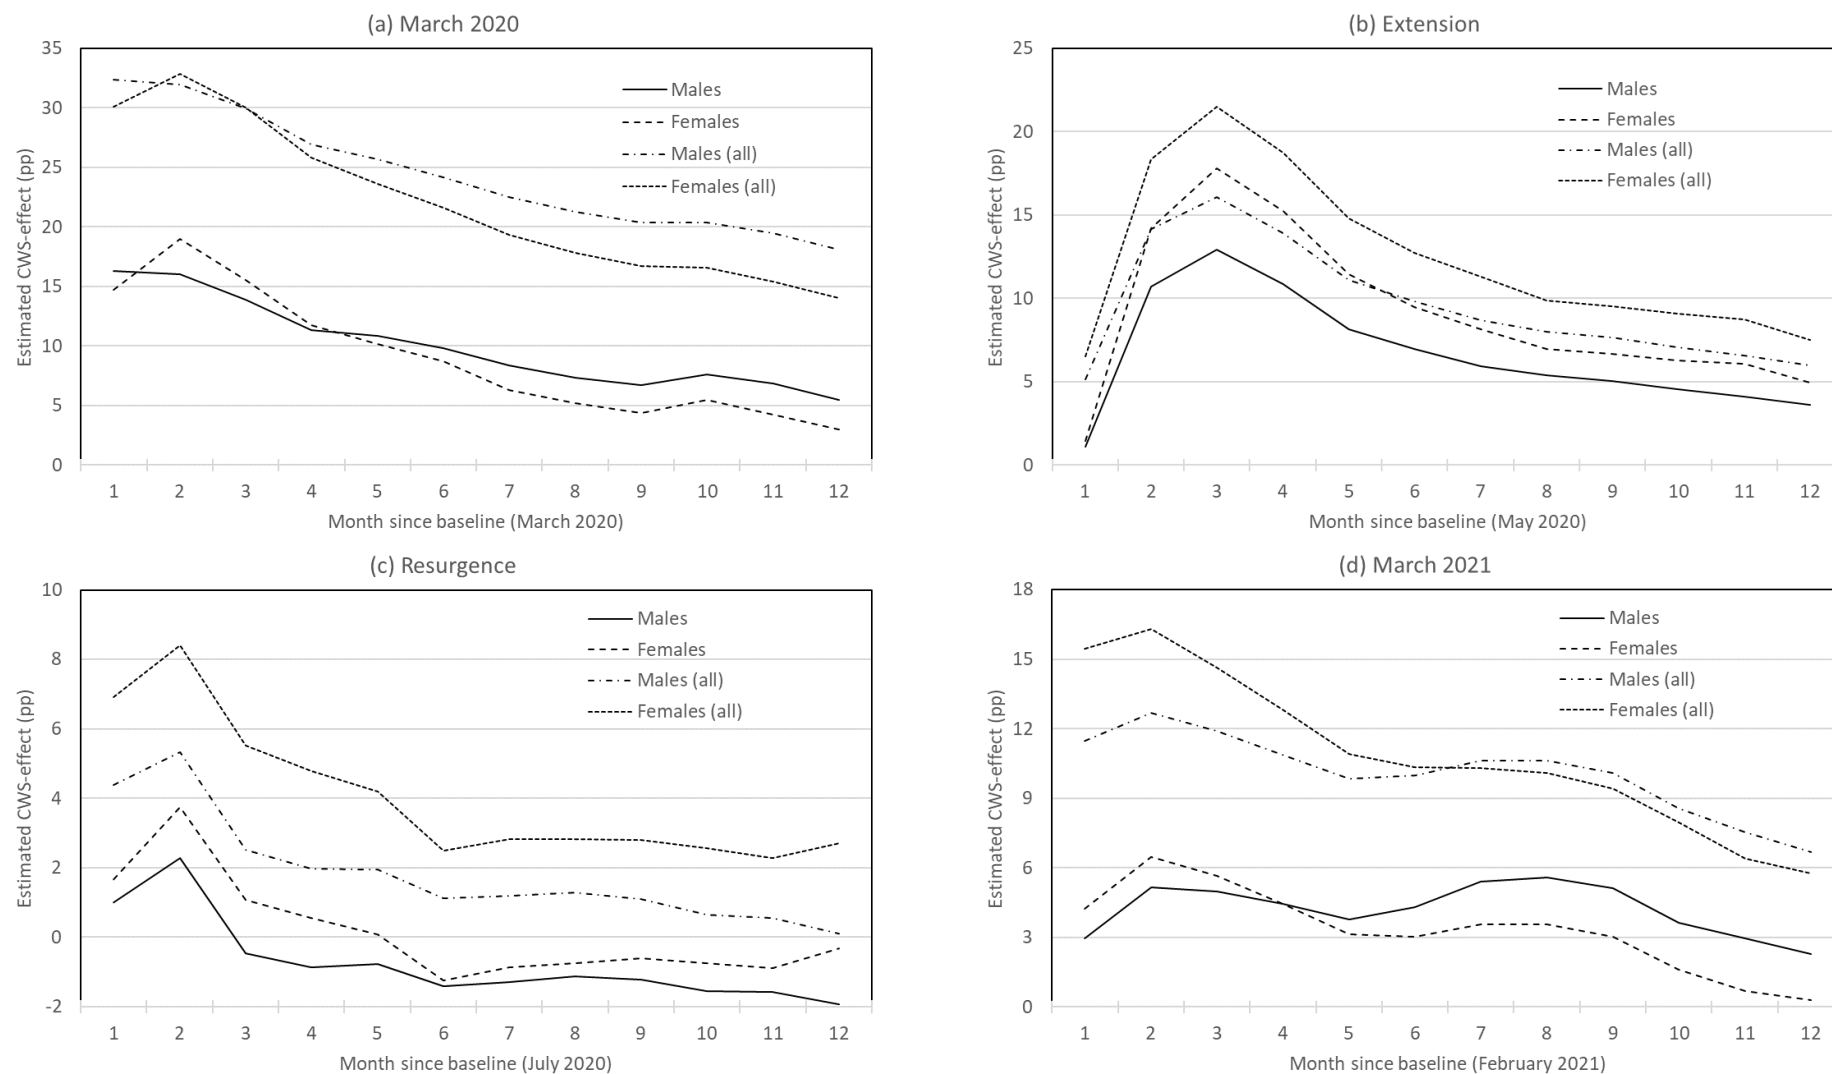 (a) March 2020
35
30
25
20
15
10
5
0
Estimated CWS-effect (pp)
Males
Females
Males (all)
Females (all)
1 2 3 4 5 6 7 8 9 10 11 12
Month since baseline (March 2020)
(b) Extension
25
20
15
10
5
0
Estimated CWS-effect (pp)
Males
Females
Males (all)
Females (all)
1 2 3 4 5 6 7 8 9 10 11 12
Month since baseline (May 2020)
(c) Resurgence
10
8
6
4
2
0
-2
Estimated CWS-effect (pp)
Males
Females
Males (all)
Females (all)
1 2 3 4 5 6 7 8 9 10 11 12
Month since baseline (July 2020)
(d) March 2021
18
15
12
9
6
3
0
Estimated CWS-effect (pp)
Males
Females
Males (all)
Females (all)
1 2 3 4 5 6 7 8 9 10 11 12
Month since baseline (February 2021)